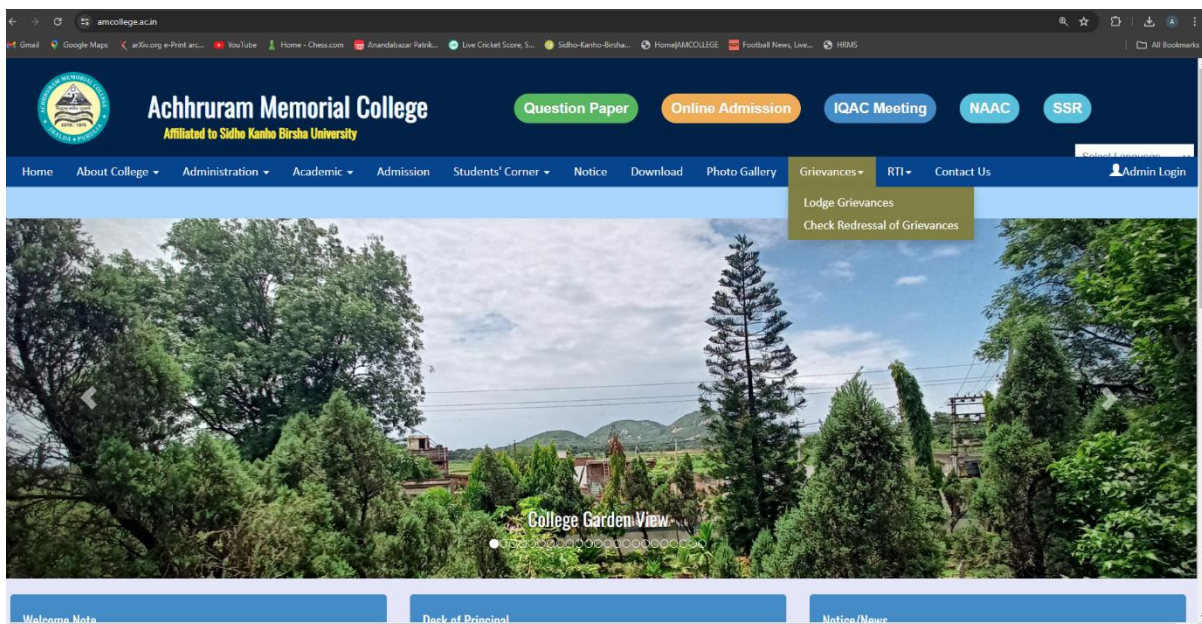 amcollege.ac.in
Gmail Google Maps arXiv.org e-Print arc... YouTube Home - Chess.com Anandabazar Patrik... Live Cricket Score, S... Sidho-Kanho-Birsha... Home|AMCOLLEGE Football News, Live... HRMS All Bookmarks
Achhruram Memorial College
Affiliated to Sidho Kanho Birsha University
Question Paper Online Admission IQAC Meeting NAAC SSR
Select Language
Home About College Administration Academic Admission Students' Corner Notice Download Photo Gallery Grievances RTI Contact Us Admin Login
Lodge Grievances
Check Redressal of Grievances
College Garden View
Welcome Note Desk of Principal Notice/News